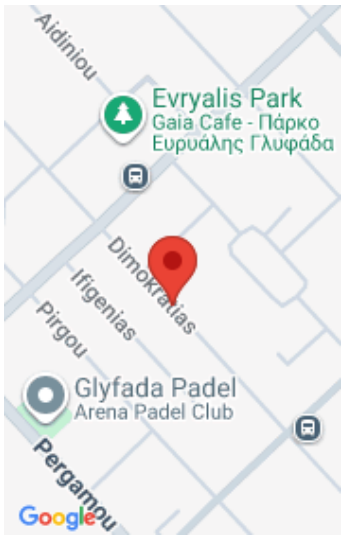 Aidiniou
Evryalis Park
Gaia Cafe - Πάρκο
Ευρυάλης Γλυφάδα
Dimokratias
Ifigenias
Pirgou
Glyfada Padel
Arena Padel Club
Pergamou
Google